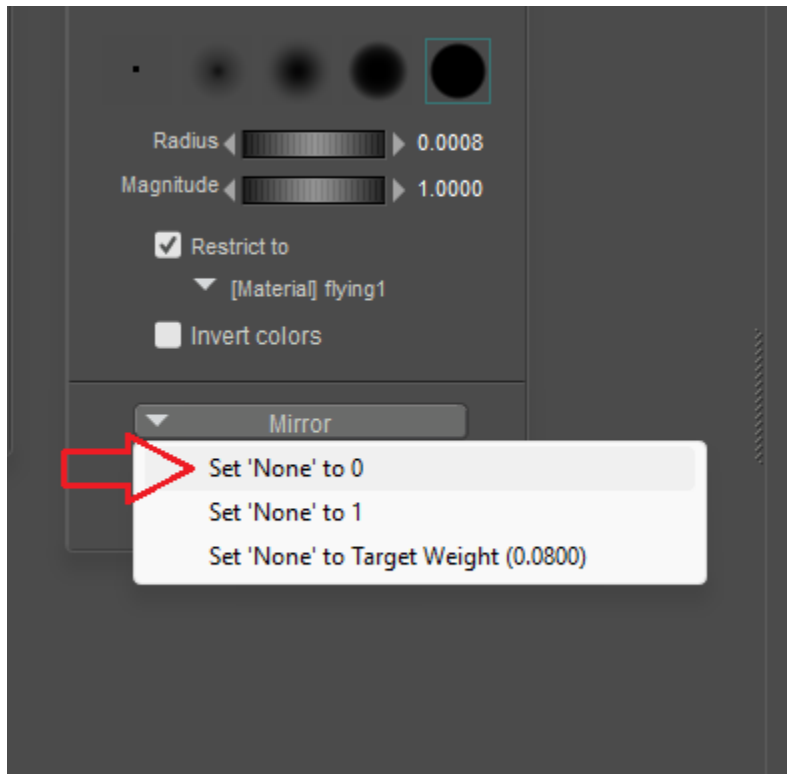 Radius 0.0008
Magnitude 1.0000
Restrict to
[Material] flying1
Invert colors
Mirror
Set 'None' to 0
Set 'None' to 1
Set 'None' to Target Weight (0.0800)